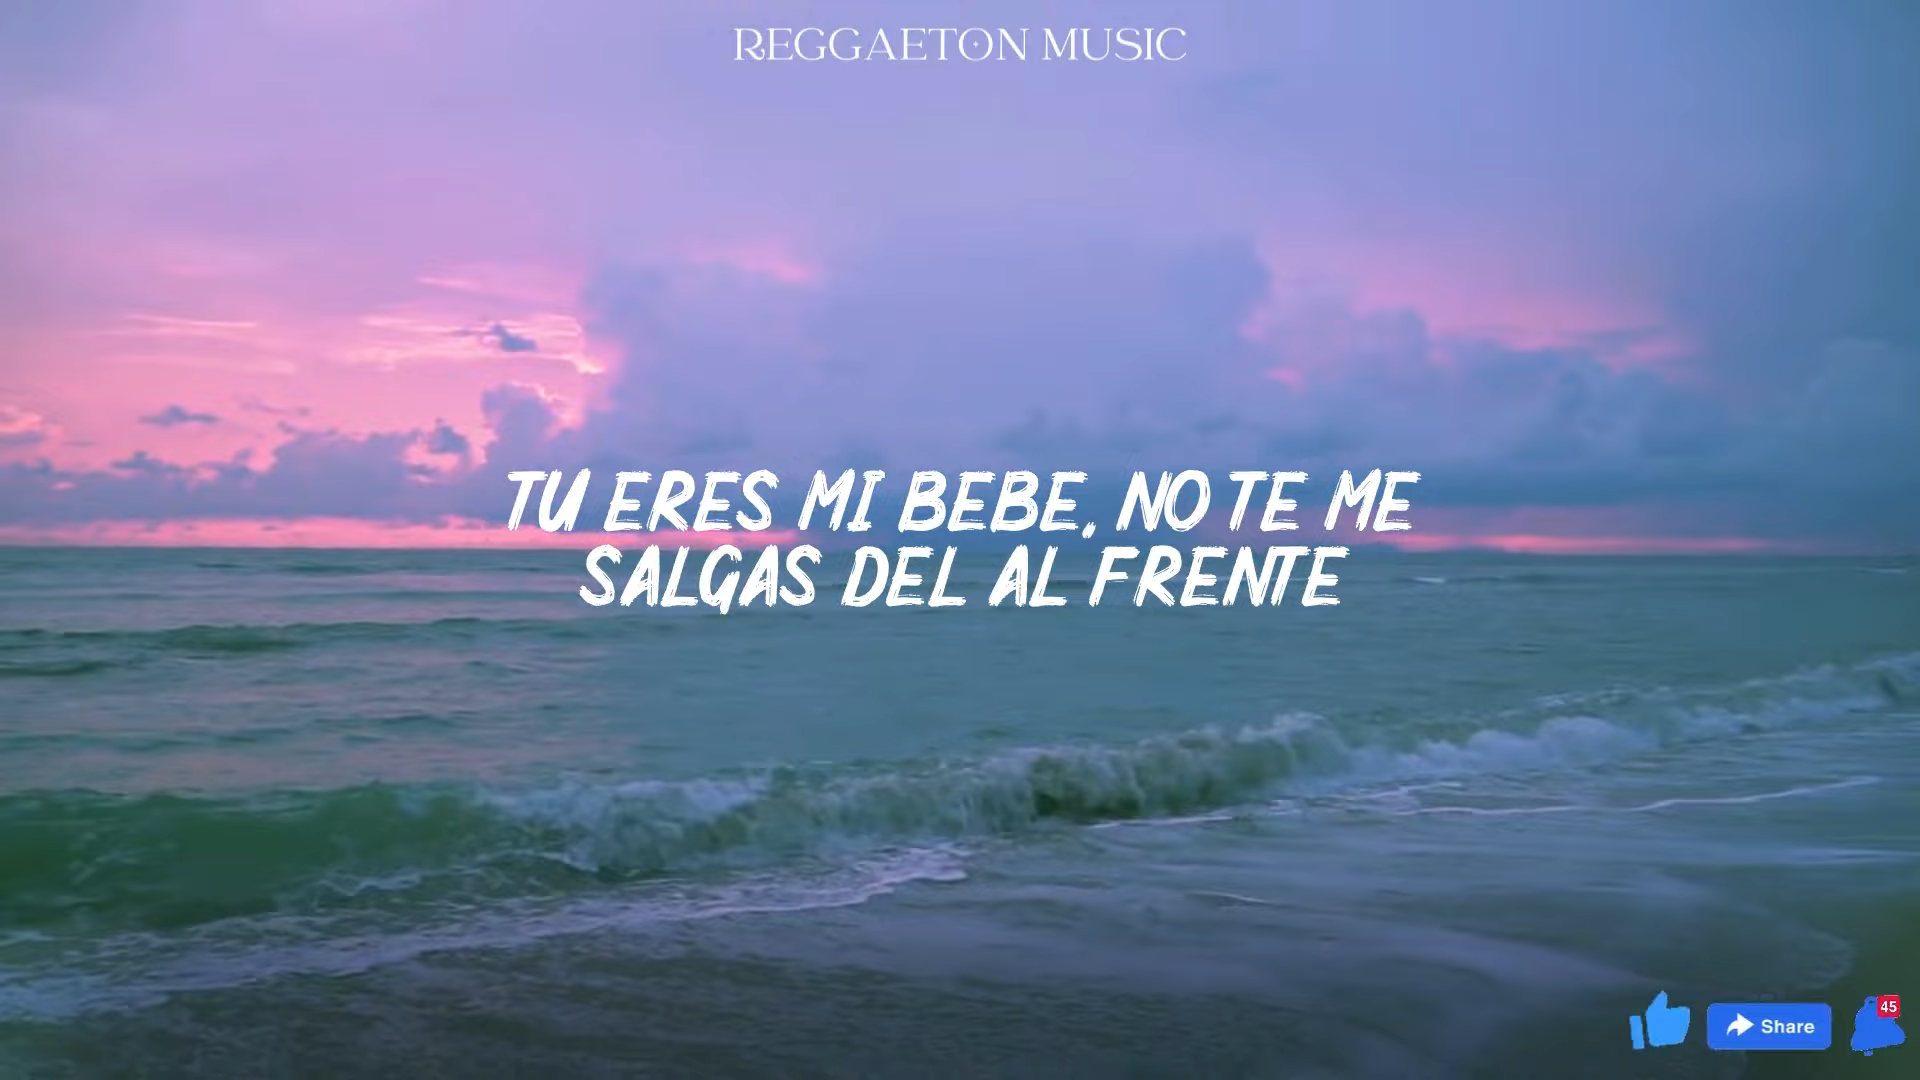 REGGAETON MUSIC
TU ERES MI BEBE, NO TE ME
SALGAS DEL AL FRENTE
45
Share